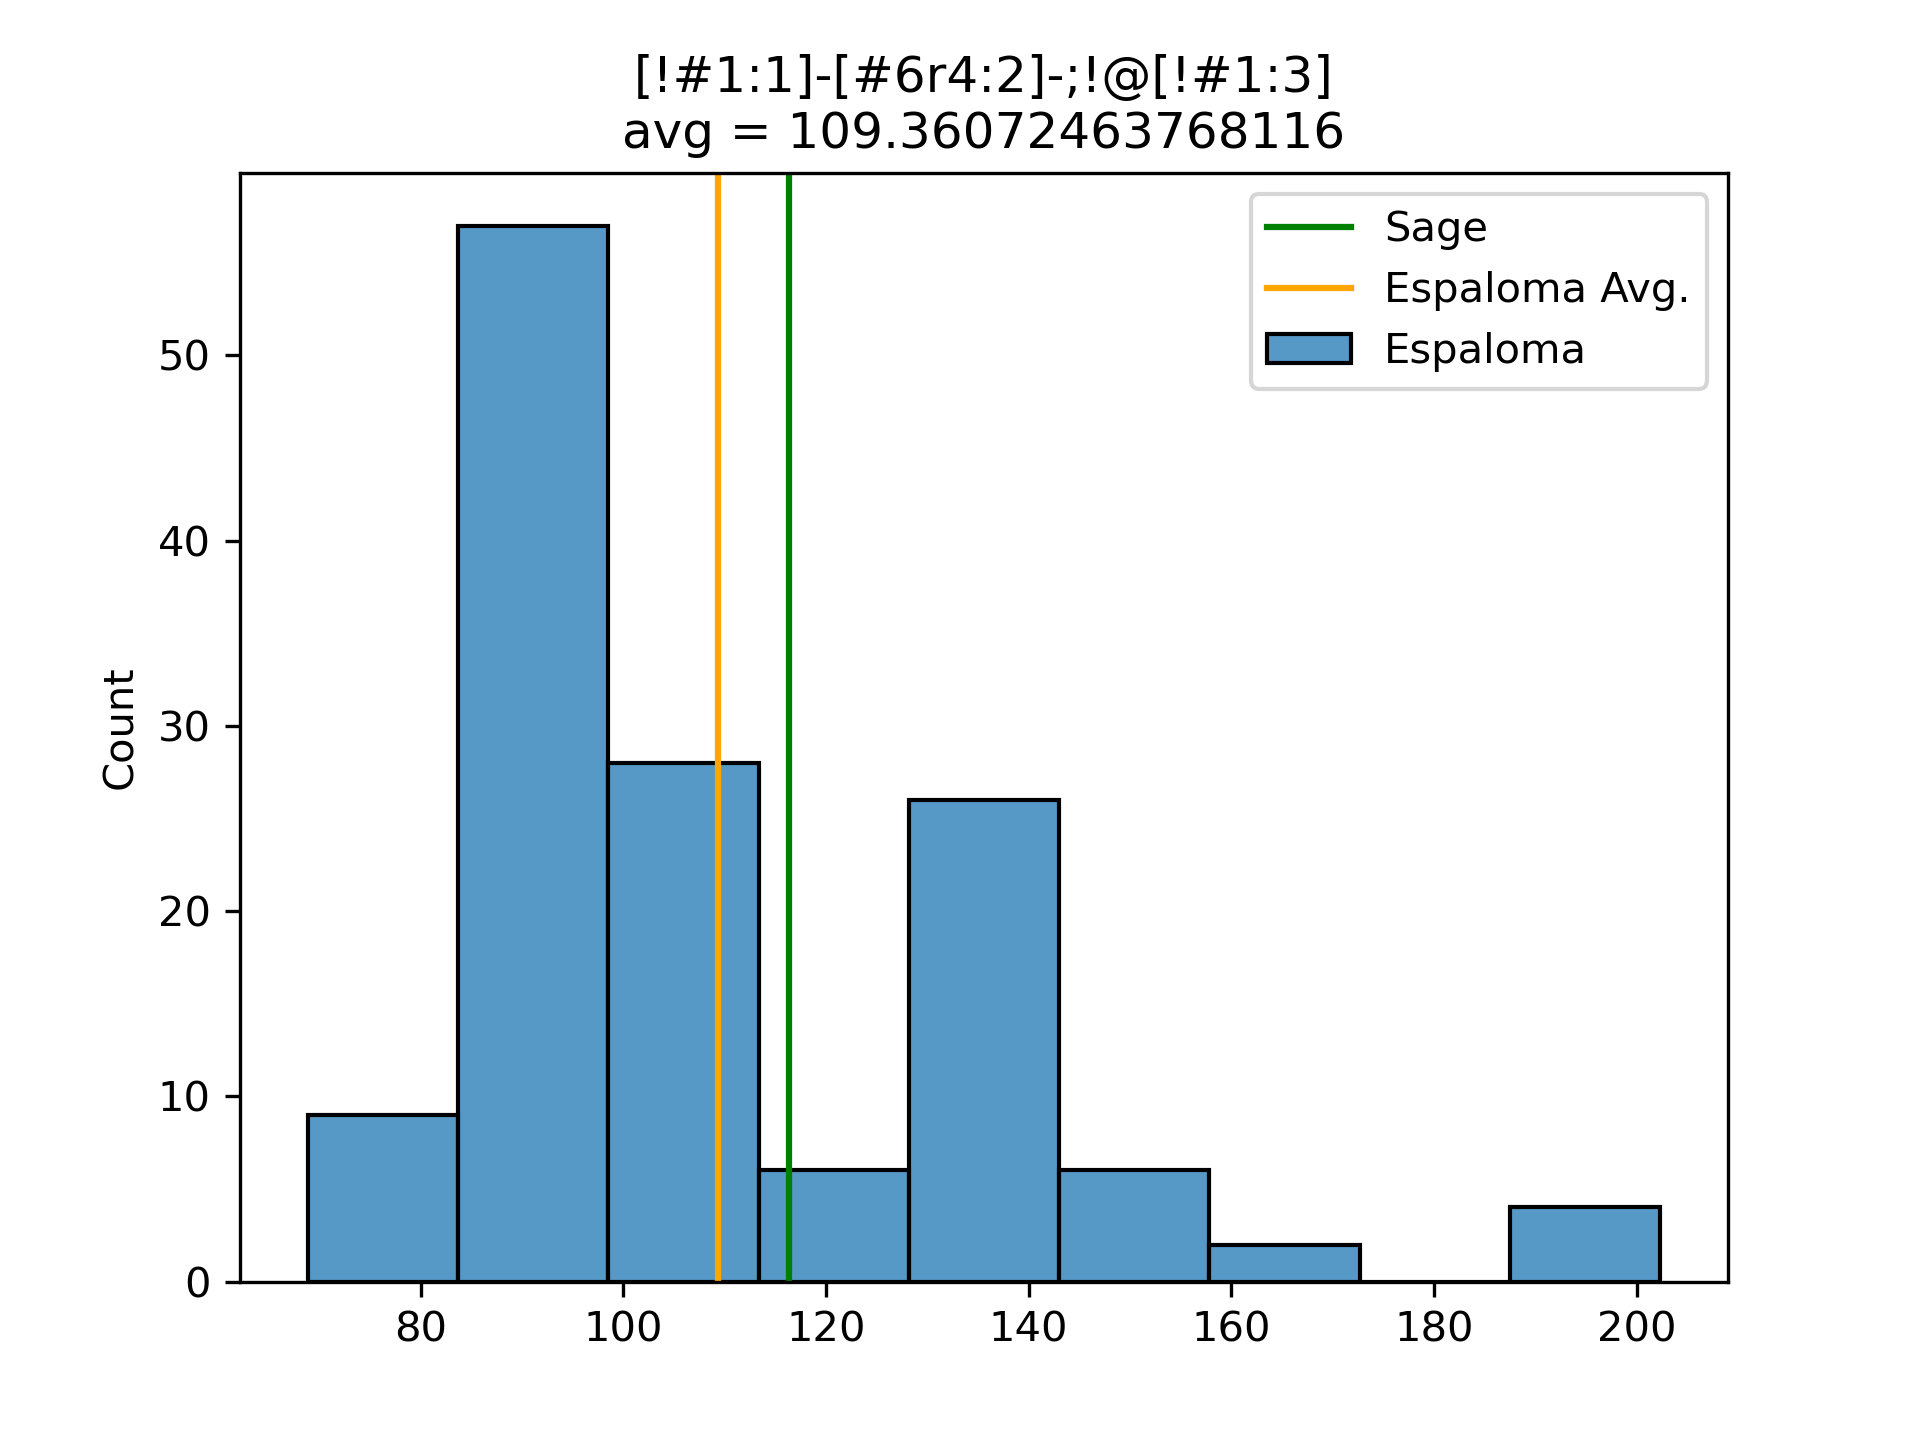 [!#1:1]-[#6r4:2]-;!@[!#1:3]
avg = 109.36072463768116
Sage
Espaloma Avg.
Espaloma
Count
50
40
30
20
10
0
80 100 120 140 160 180 200